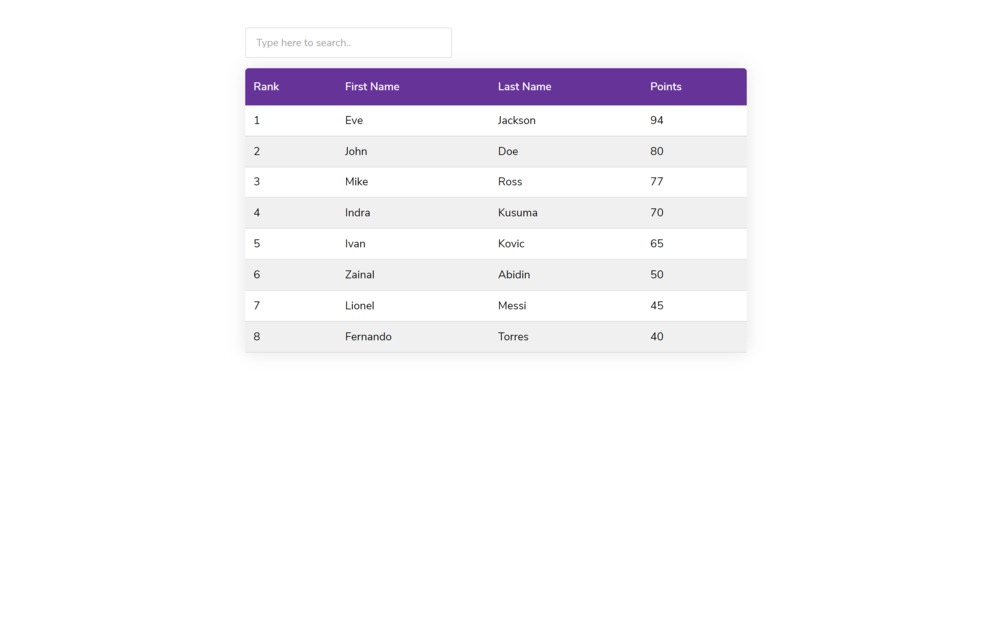 Type here to search..
Rank First Name Last Name Points
1 Eve Jackson 94
2 John Doe 80
3 Mike Ross 77
4 Indra Kusuma 70
5 Ivan Kovic 65
6 Zainal Abidin 50
7 Lionel Messi 45
8 Fernando Torres 40